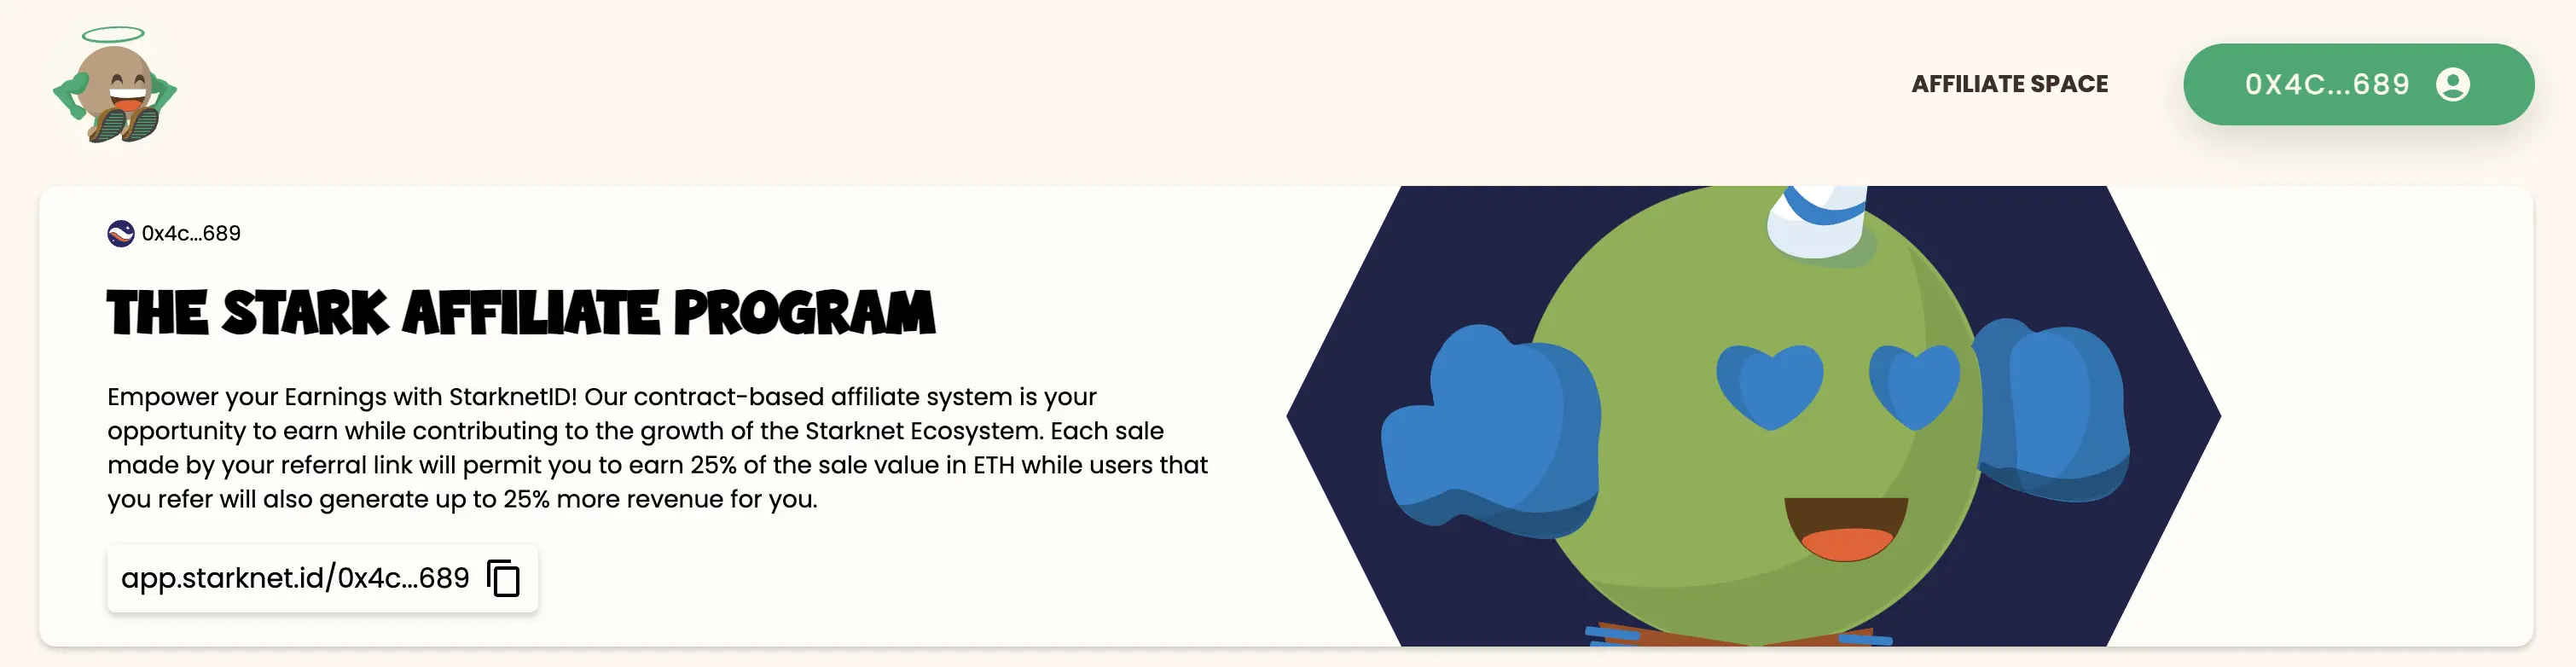 AFFILIATE SPACE
0X4C...689
0x4c...689
THE STARK AFFILIATE PROGRAM
Empower your Earnings with StarknetID! Our contract-based affiliate system is your
opportunity to earn while contributing to the growth of the Starknet Ecosystem. Each sale
made by your referral link will permit you to earn 25% of the sale value in ETH while users that
you refer will also generate up to 25% more revenue for you.
app.starknet.id/0x4c...689